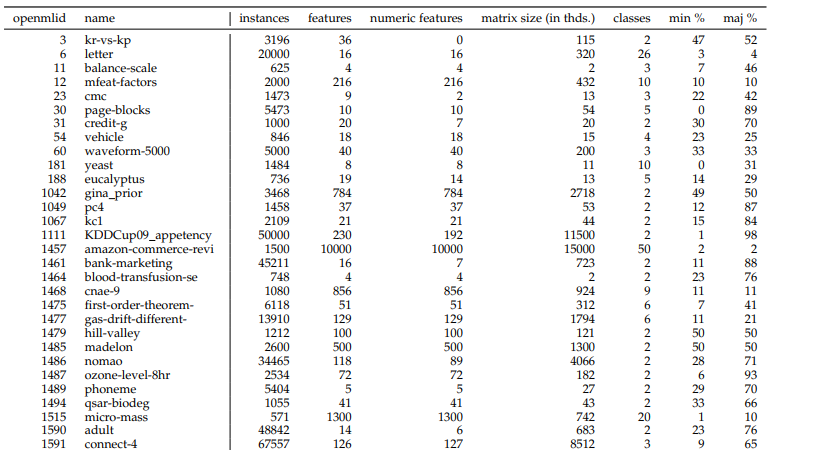 openmlid name instances features numeric features matrix size (in thds.) classes min % maj %
3 kr-vs-kp 3196 36 0 115 2 47 52
6 letter 20000 16 16 320 26 3 4
11 balance-scale 625 4 4 2 3 7 46
12 mfeat-factors 2000 216 216 432 10 10 10
23 cmc 1473 9 2 13 3 22 42
30 page-blocks 5473 10 10 54 5 0 89
31 credit-g 1000 20 7 20 2 30 70
54 vehicle 846 18 18 15 4 23 25
60 waveform-5000 5000 40 40 200 3 33 33
181 yeast 1484 8 8 11 10 0 31
188 eucalyptus 736 19 14 13 5 14 29
1042 gina_prior 3468 784 784 2718 2 49 50
1049 pc4 1458 37 37 53 2 12 87
1067 kc1 2109 21 21 44 2 15 84
1111 KDDCup09_appetency 50000 230 192 11500 2 1 98
1457 amazon-commerce-revi 1500 10000 10000 15000 50 2 2
1461 bank-marketing 45211 16 7 723 2 11 88
1464 blood-transfusion-se 748 4 4 2 2 23 76
1468 cnae-9 1080 856 856 924 9 11 11
1475 first-order-theorem- 6118 51 51 312 6 7 41
1477 gas-drift-different- 13910 129 129 1794 6 11 21
1479 hill-valley 1212 100 100 121 2 50 50
1485 madelon 2600 500 500 1300 2 50 50
1486 nomao 34465 118 89 4066 2 28 71
1487 ozone-level-8hr 2534 72 72 182 2 6 93
1489 phoneme 5404 5 5 27 2 29 70
1494 qsar-biodeg 1055 41 41 43 2 33 66
1515 micro-mass 571 1300 1300 742 20 1 10
1590 adult 48842 14 6 683 2 23 76
1591 connect-4 67557 126 127 8512 3 9 65